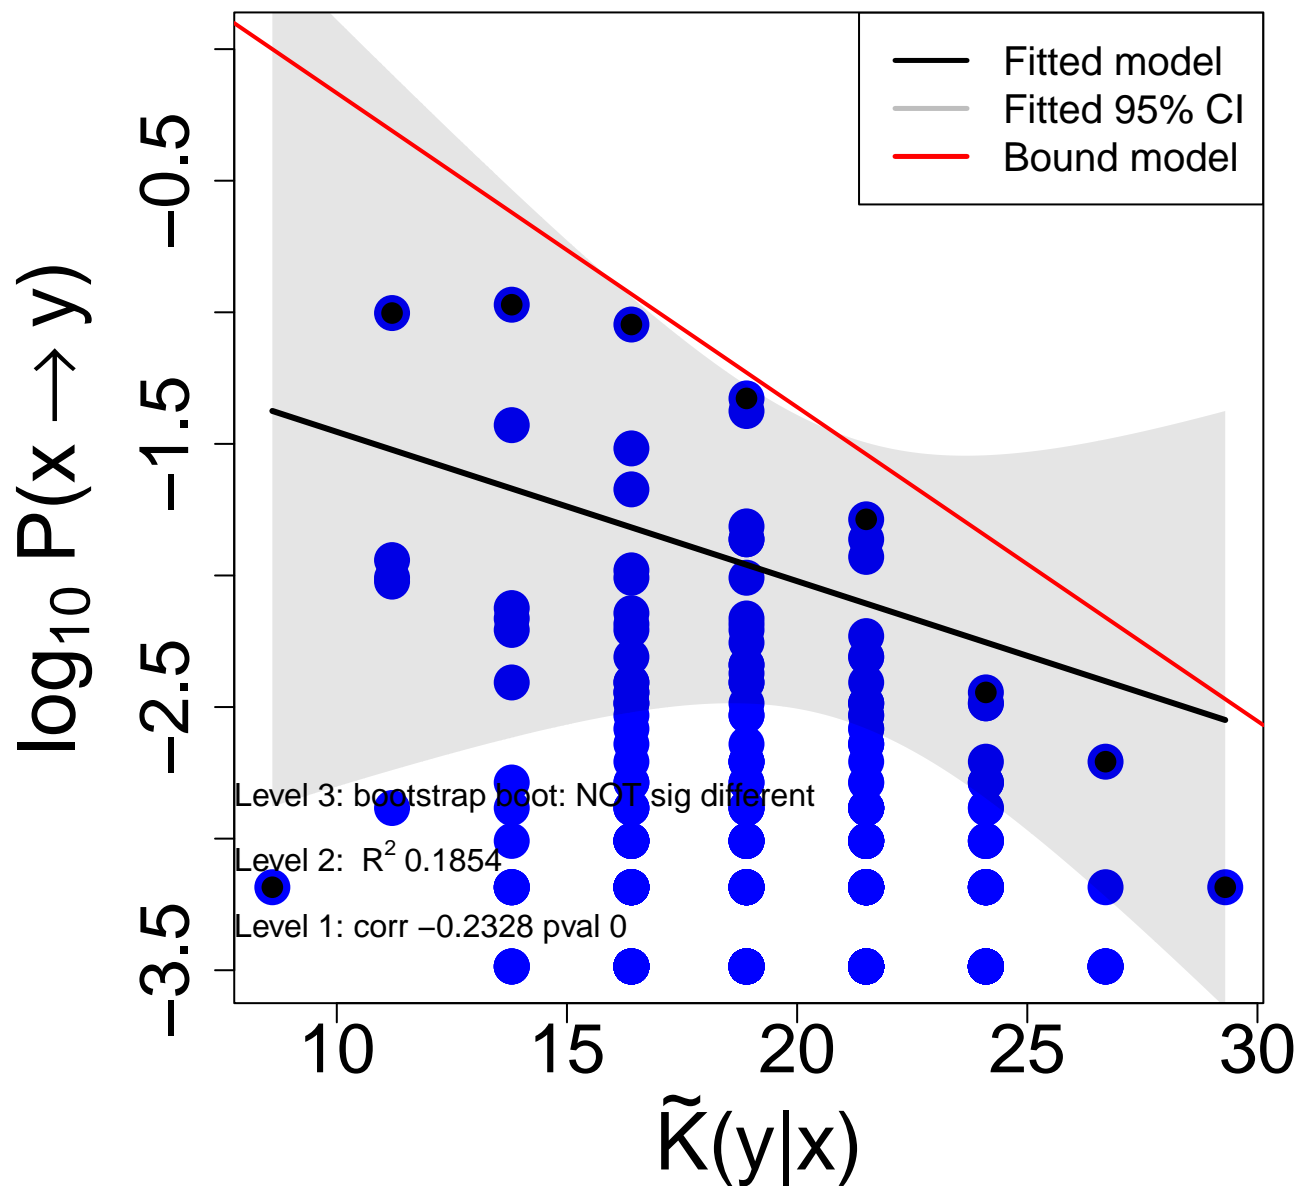 Fitted model
Fitted 95% CI
Bound model
log10 P(x → y)
−0.5
−1.5
−2.5
−3.5
Level 3: bootstrap boot: NOT sig different
Level 2: R² 0.1854
Level 1: corr −0.2328 pval 0
10 15 20 25 30
K̃(y|x)